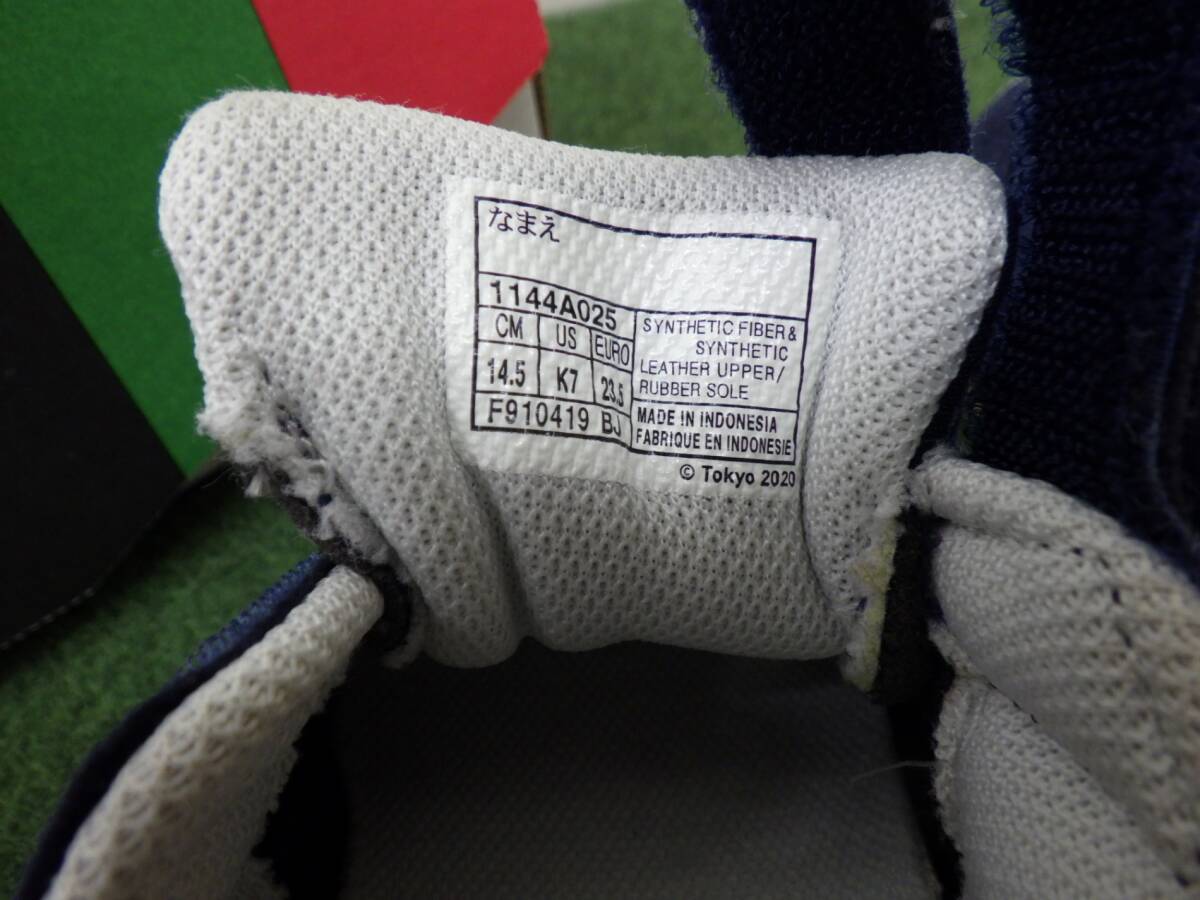 なまえ
1144A025
CM US EURO
14.5 K7 23.5
F910419 BJ
SYNTHETIC FIBER &
SYNTHETIC
LEATHER UPPER/
RUBBER SOLE
MADE IN INDONESIA
FABRIQUE EN INDONESIE
© Tokyo 2020